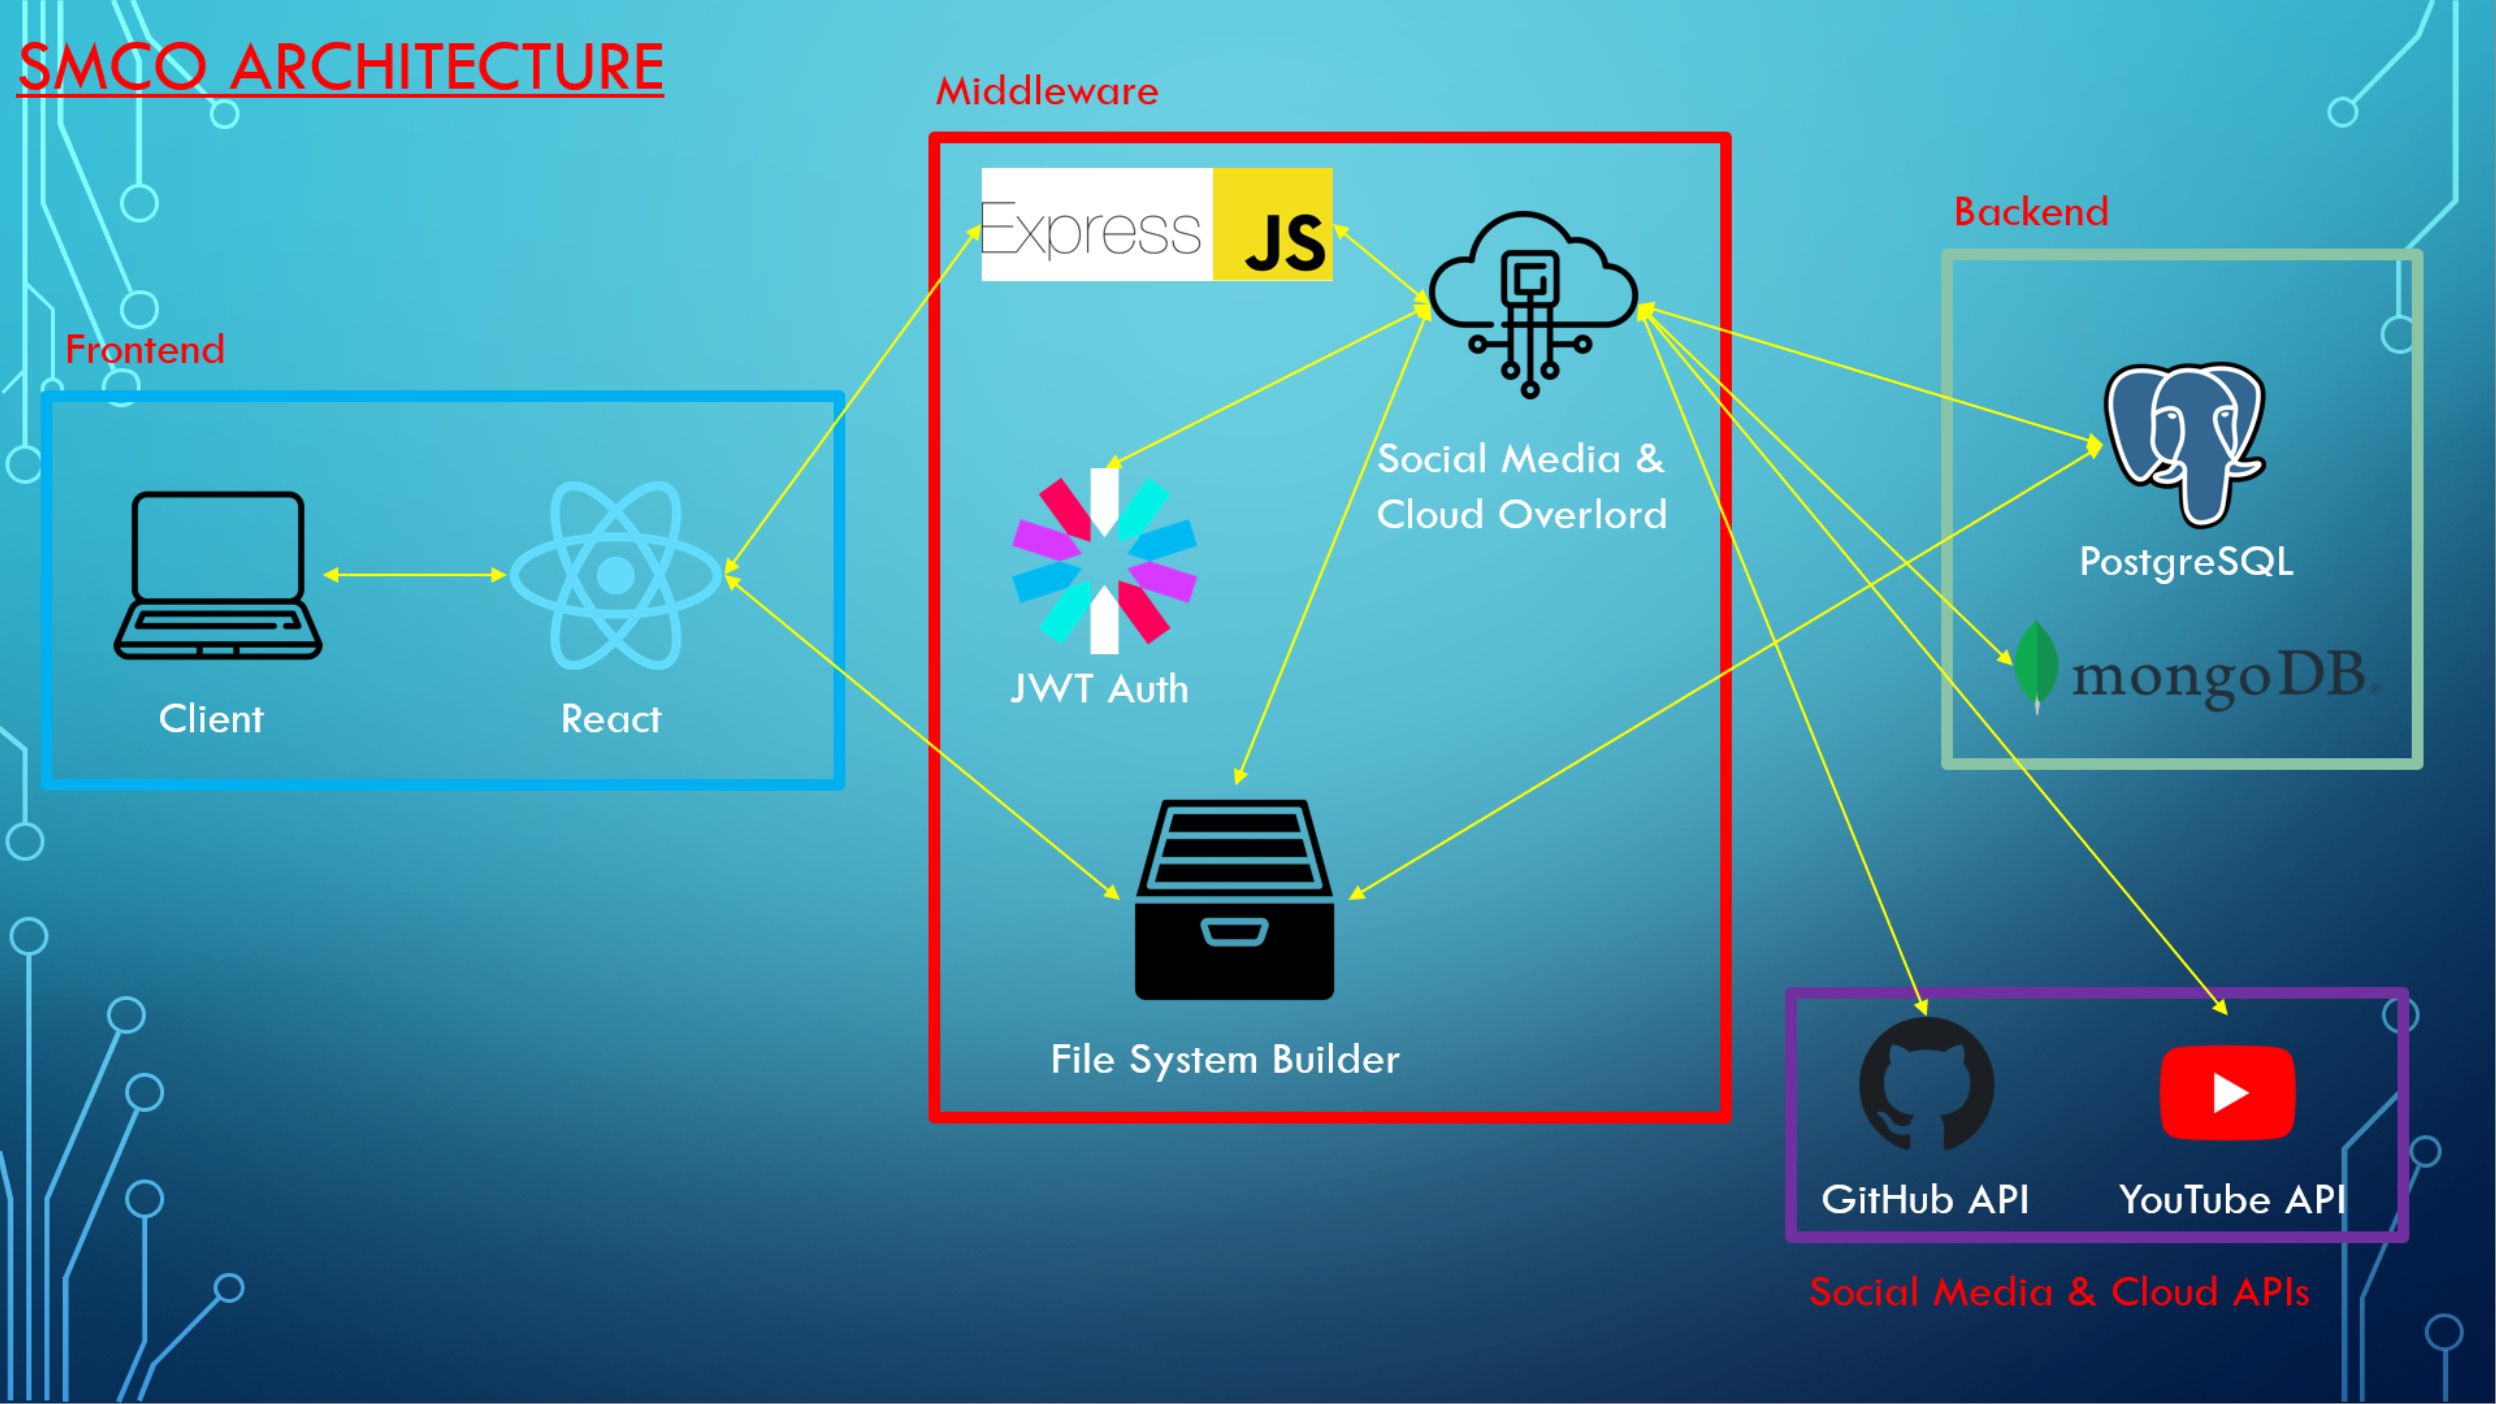 SMCO ARCHITECTURE
Middleware
Express JS
Backend
Frontend
Social Media &
Cloud Overlord
PostgreSQL
mongoDB®
JWT Auth
Client
React
File System Builder
GitHub API
YouTube API
Social Media & Cloud APIs